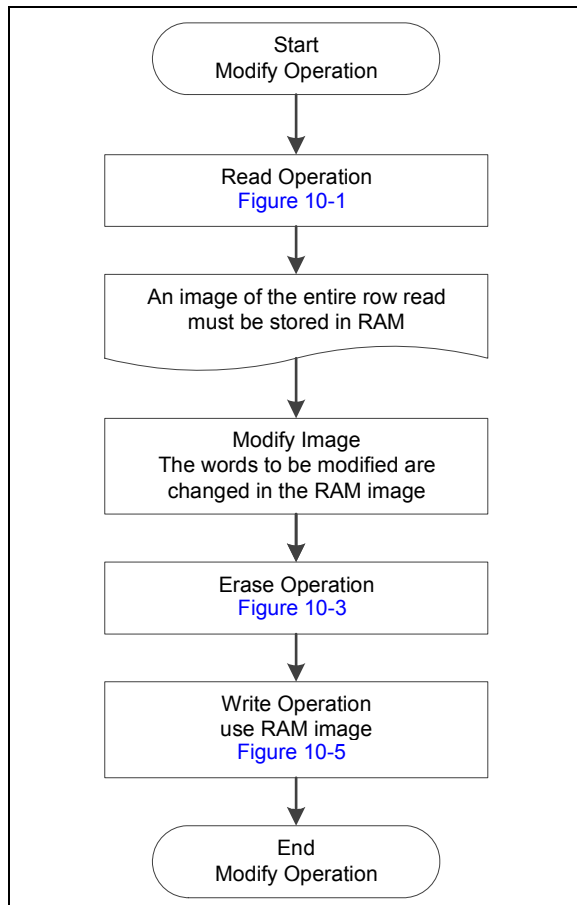 Start
Modify Operation
Read Operation
Figure 10-1
An image of the entire row read
must be stored in RAM
Modify Image
The words to be modified are
changed in the RAM image
Erase Operation
Figure 10-3
Write Operation
use RAM image
Figure 10-5
End
Modify Operation